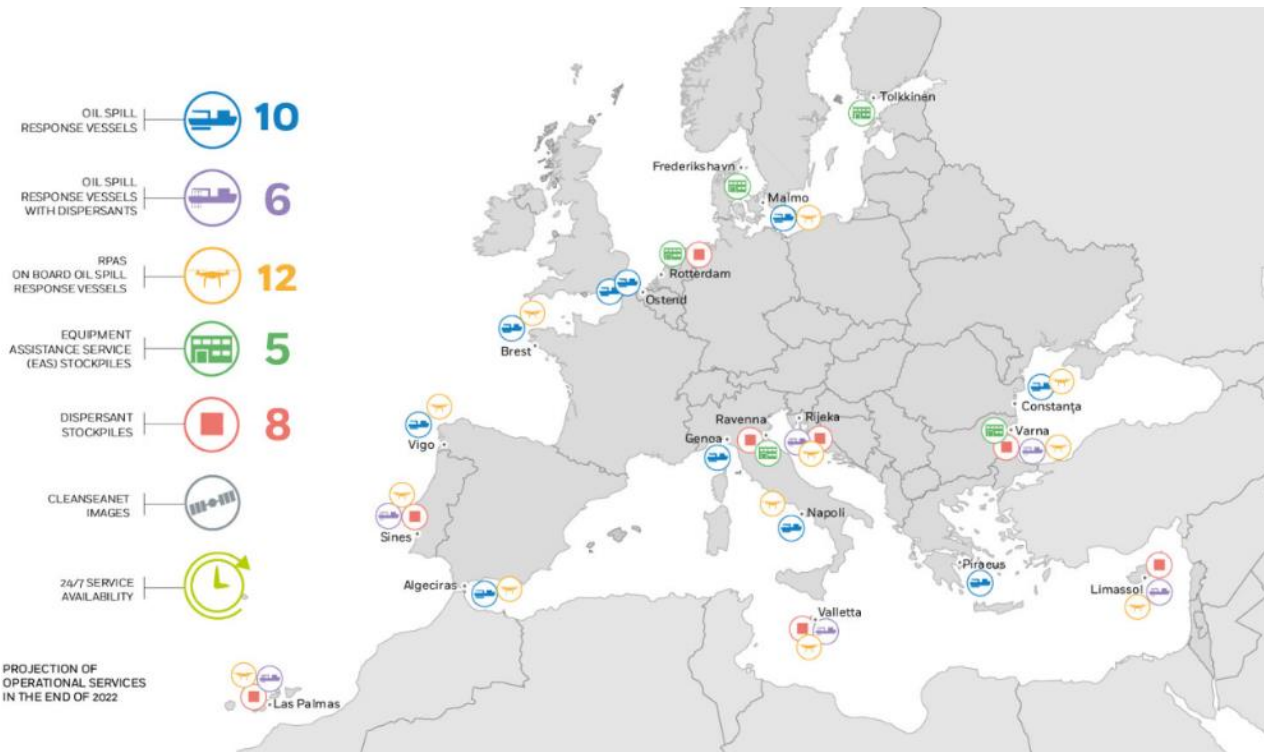 OIL SPILL
RESPONSE VESSELS
10
OIL SPILL
RESPONSE VESSELS
WITH DISPERSANTS
6
RPAS
ON BOARD OIL SPILL
RESPONSE VESSELS
12
EQUIPMENT
ASSISTANCE SERVICE
(EAS) STOCKPILES
5
DISPERSANT
STOCKPILES
8
CLEANSEANET
IMAGES
24/7 SERVICE
AVAILABILITY
PROJECTION OF
OPERATIONAL SERVICES
IN THE END OF 2022
Tolkkinen
Frederikshavn
Malmo
Rotterdam
Ostend
Brest
Constanţa
Ravenna
Rijeka
Varna
Genoa
Vigo
Napoli
Sines
Piraeus
Algeciras
Limassol
Valletta
Las Palmas